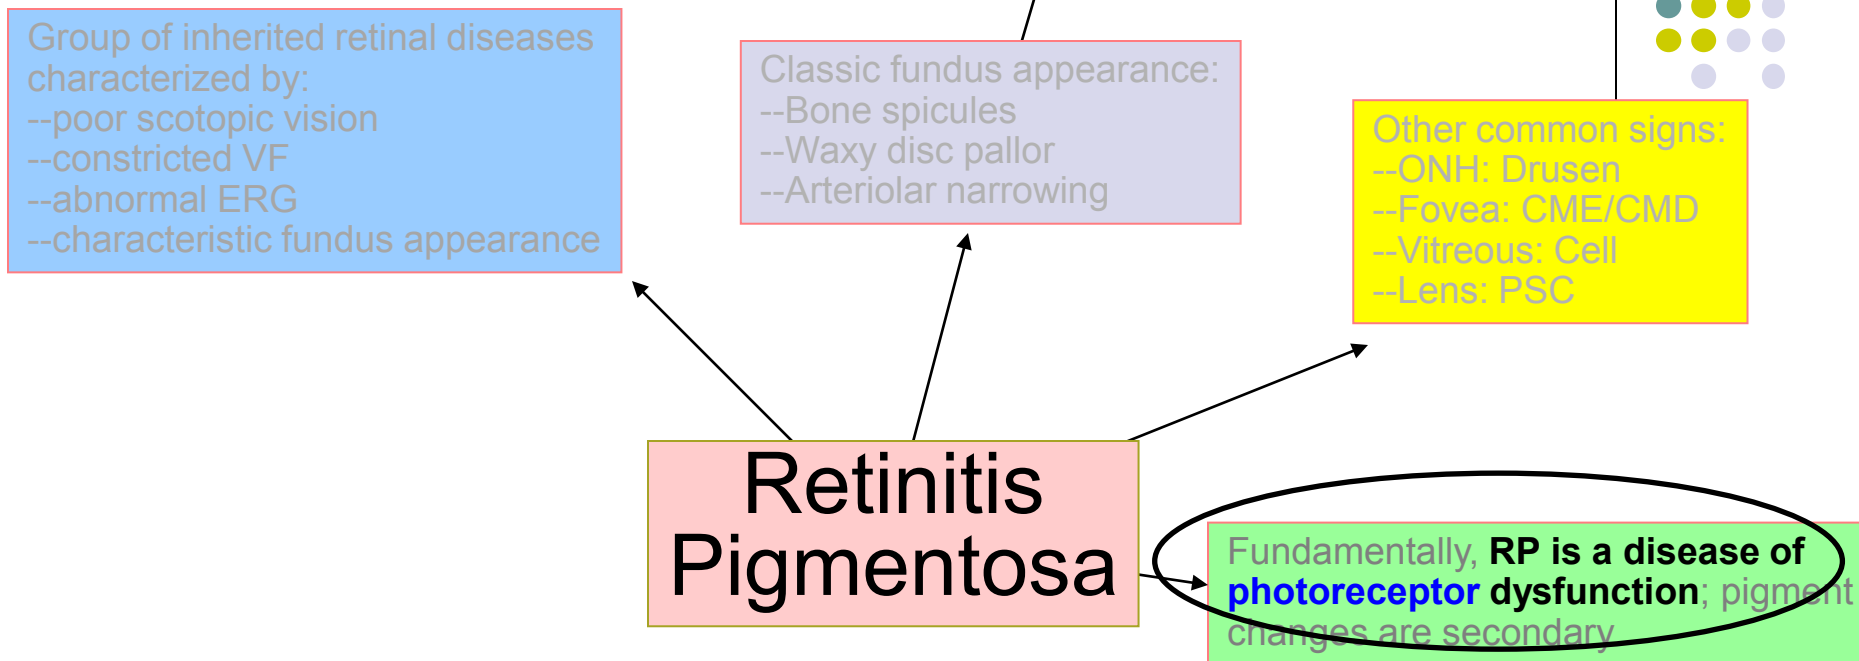 Group of inherited retinal diseases
characterized by:
--poor scotopic vision
--constricted VF
--abnormal ERG
--characteristic fundus appearance
Classic fundus appearance:
--Bone spicules
--Waxy disc pallor
--Arteriolar narrowing
Other common signs:
--ONH: Drusen
--Fovea: CME/CMD
--Vitreous: Cell
--Lens: PSC
Retinitis
Pigmentosa
Fundamentally, RP is a disease of
photoreceptor dysfunction; pigment
changes are secondary